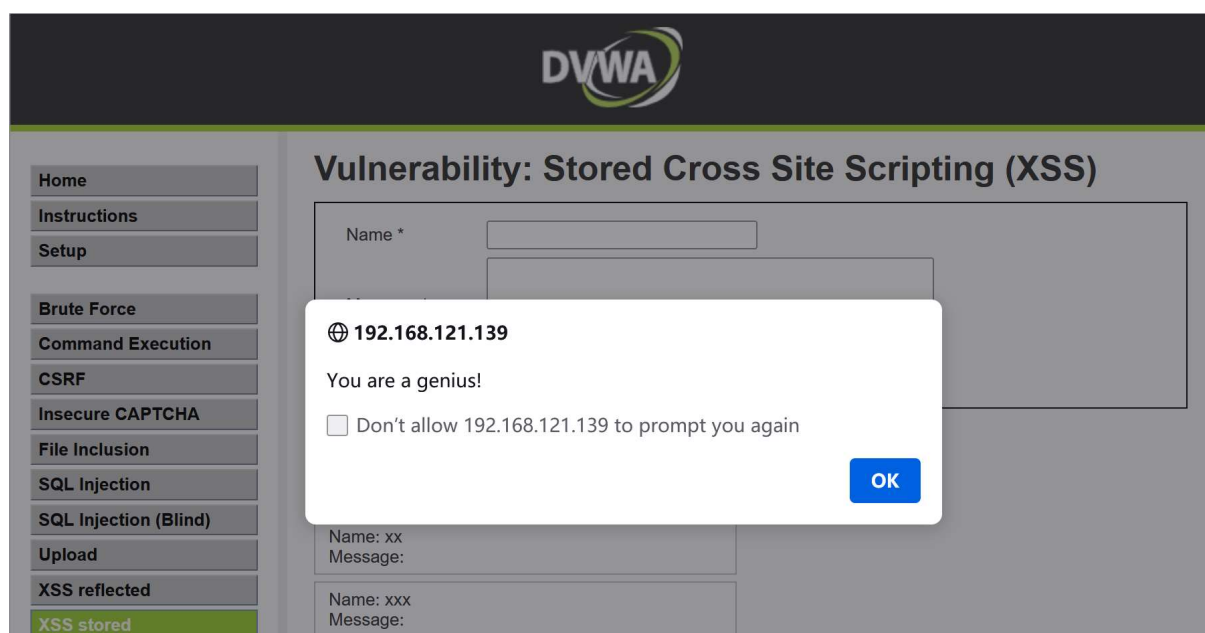 DVWA
Home
Instructions
Setup
Brute Force
Command Execution
CSRF
Insecure CAPTCHA
File Inclusion
SQL Injection
SQL Injection (Blind)
Upload
XSS reflected
XSS stored
Vulnerability: Stored Cross Site Scripting (XSS)
Name *
192.168.121.139
You are a genius!
Don’t allow 192.168.121.139 to prompt you again
OK
Name: xx
Message:
Name: xxx
Message: